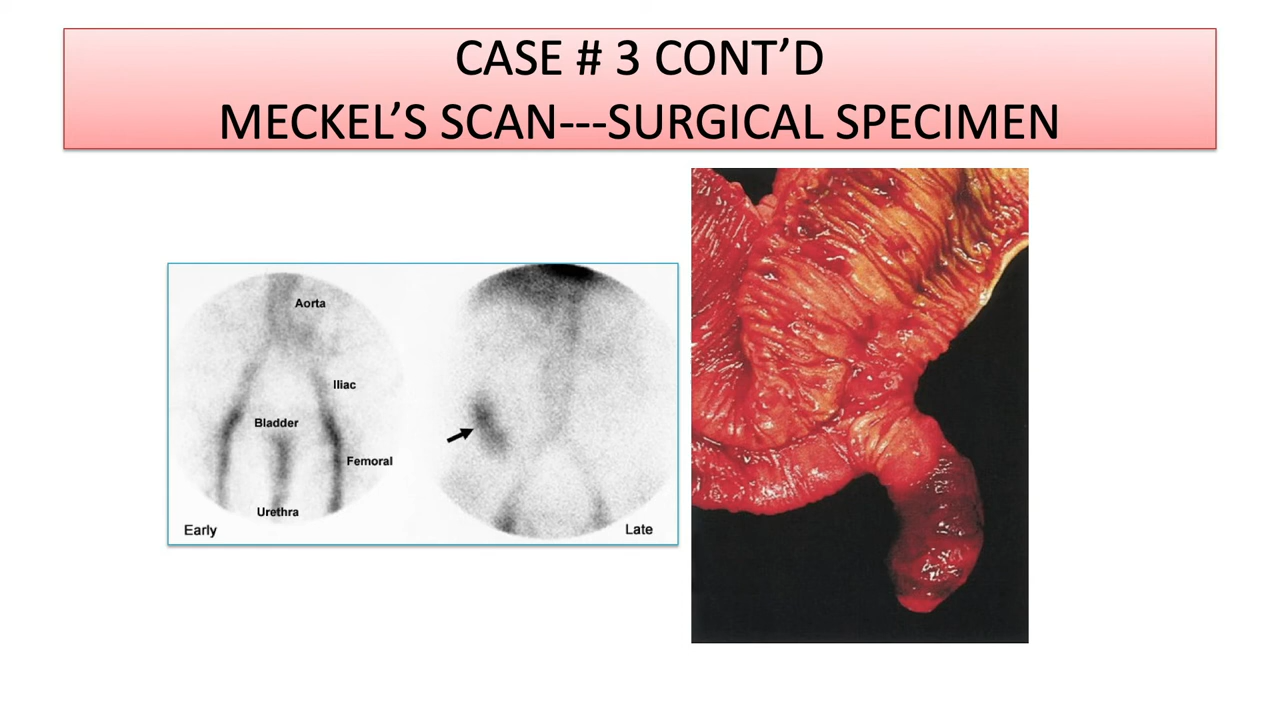 CASE # 3 CONT’D
MECKEL’S SCAN---SURGICAL SPECIMEN
Aorta
Iliac
Bladder
Femoral
Urethra
Early
Late